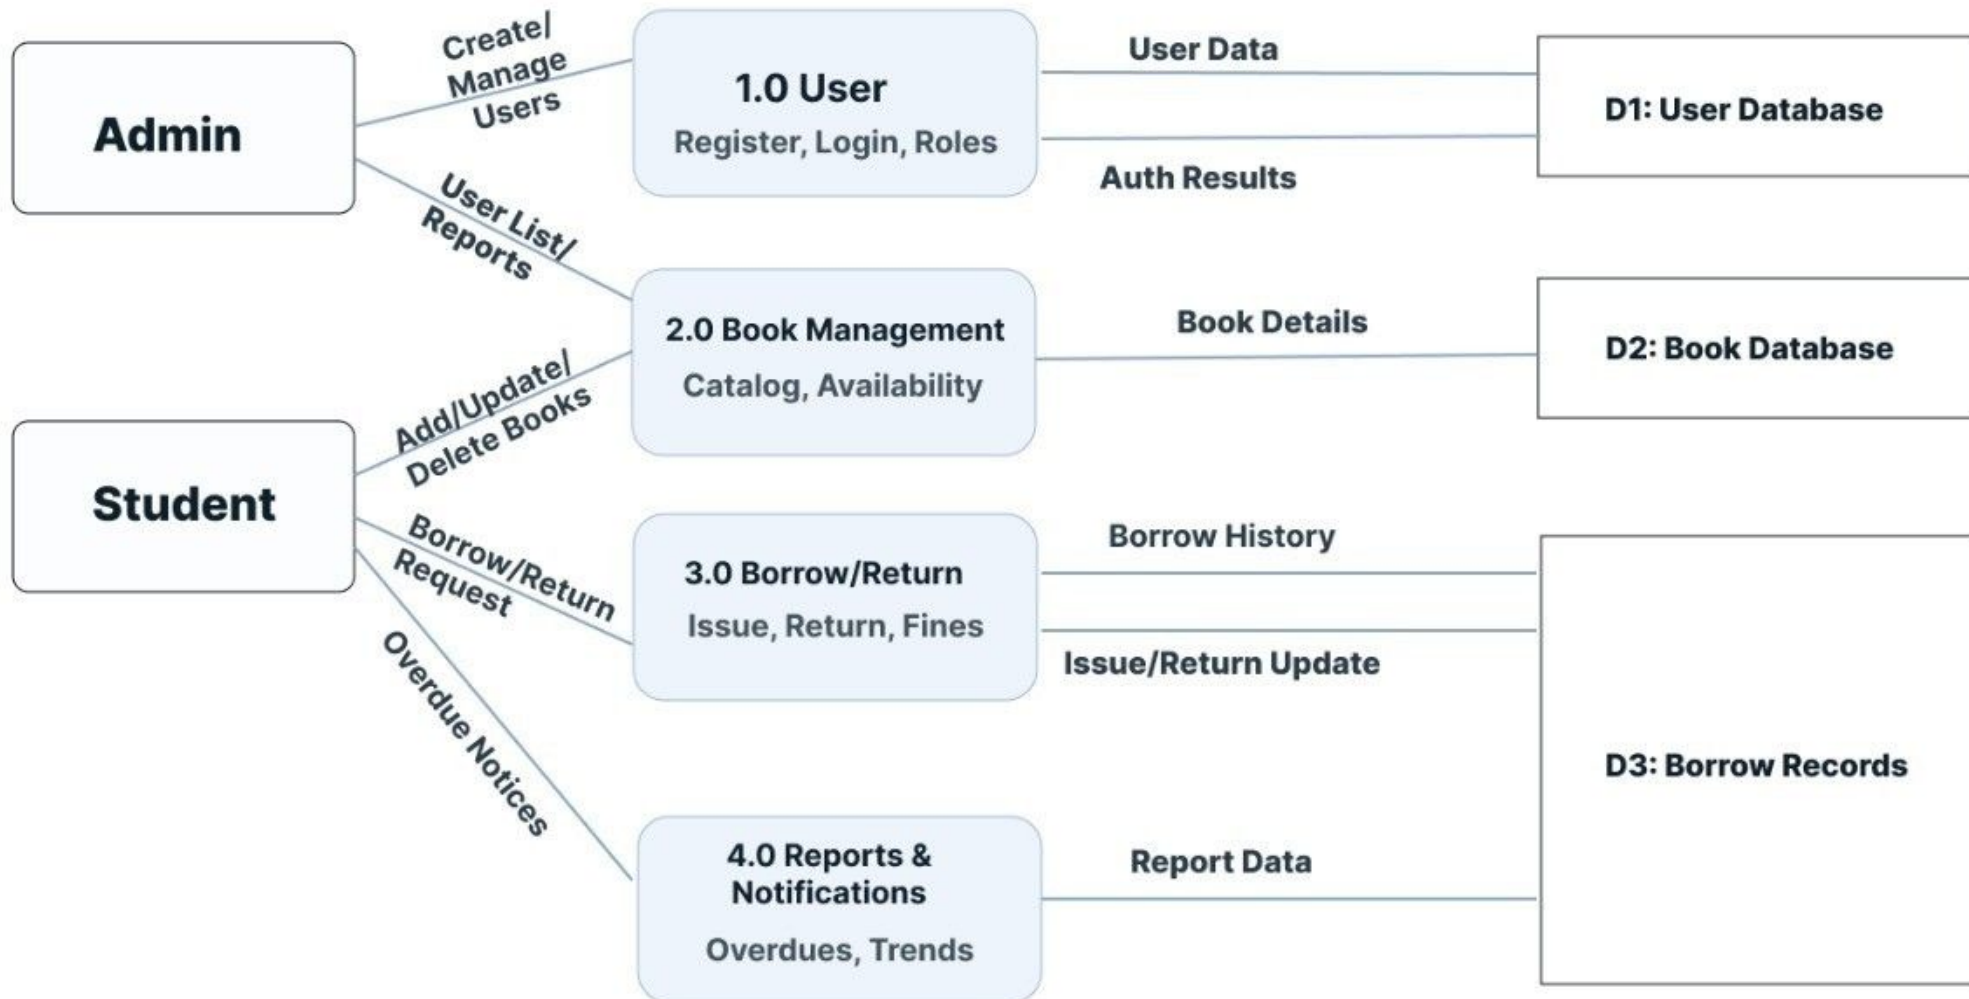 Admin
Create/
Manage
Users
1.0 User
Register, Login, Roles
User Data
Auth Results
D1: User Database
User List/
Reports
2.0 Book Management
Catalog, Availability
Book Details
D2: Book Database
Student
Add/Update/
Delete Books
Borrow/Return
Request
Overdue Notices
3.0 Borrow/Return
Issue, Return, Fines
Borrow History
Issue/Return Update
D3: Borrow Records
4.0 Reports &
Notifications
Overdues, Trends
Report Data